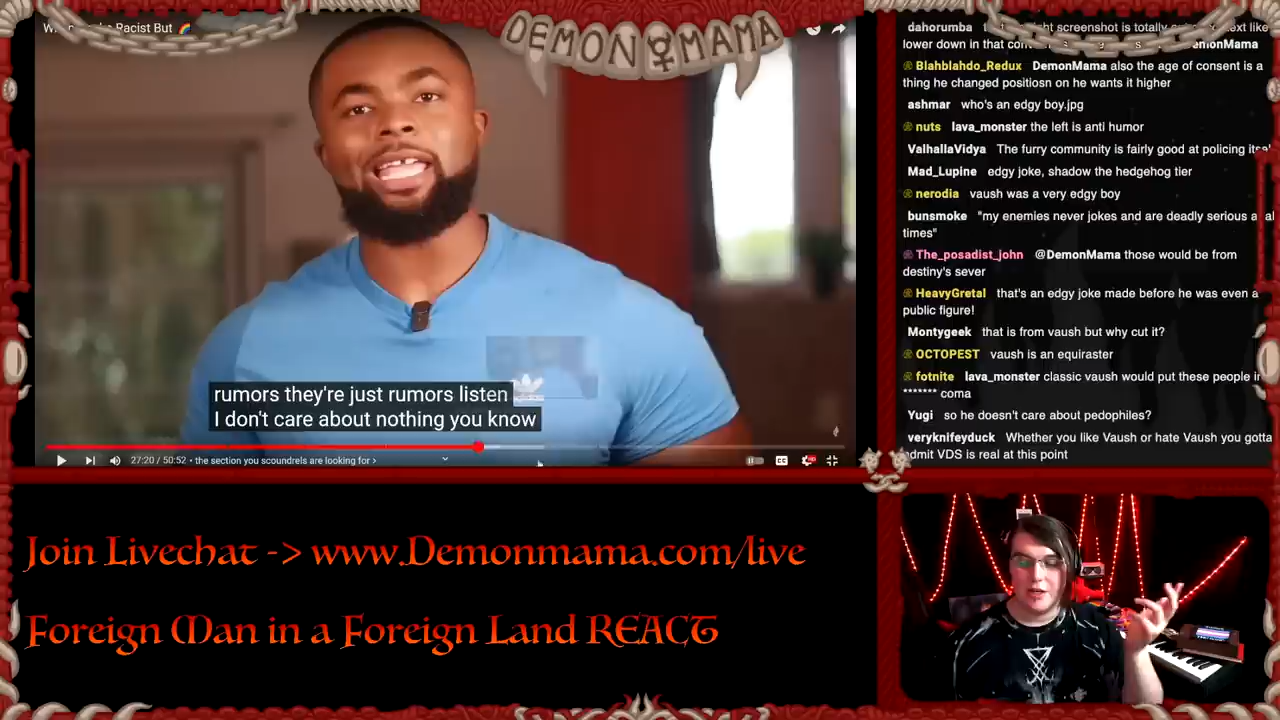 Racist But 🌈
DEMON MAMA
rumors they're just rumors listen
I don't care about nothing you know
adidas
27:20 / 50:52 • the section you scoundrels are looking for >
CC
HD
dahorumba screenshot is totally
lower down in that DemonMama
Blahblahdo_Redux DemonMama also the age of consent is a
thing he changed positiosn on he wants it higher
ashmar who's an edgy boy.jpg
nuts lava_monster the left is anti humor
ValhallaVidya The furry community is fairly good at policing
Mad_Lupine edgy joke, shadow the hedgehog tier
nerodia vaush was a very edgy boy
bunsmoke "my enemies never jokes and are deadly serious
times"
The_posadist_john @DemonMama those would be from
destiny's sever
HeavyGretal that's an edgy joke made before he was even a
public figure!
Montygeek that is from vaush but why cut it?
OCTOPEST vaush is an equiraster
fotnite lava_monster classic vaush would put these people in
******* coma
Yugi so he doesn't care about pedophiles?
veryknifeyduck Whether you like Vaush or hate Vaush you gotta
admit VDS is real at this point
Join Livechat -> www.Demonmama.com/live
Foreign Man in a Foreign Land REACT